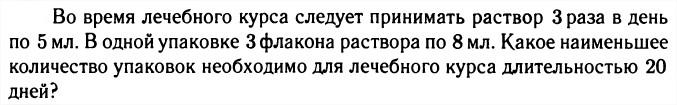 Во время лечебного курса следует принимать раствор 3 раза в день
по 5 мл. В одной упаковке 3 флакона раствора по 8 мл. Какое наименьшее
количество упаковок необходимо для лечебного курса длительностью 20
дней?